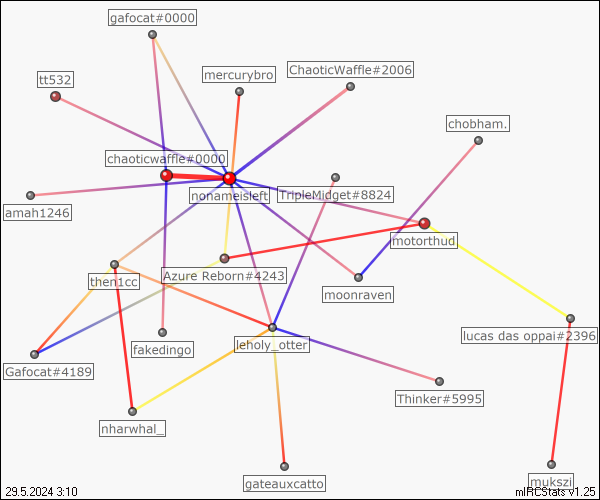 gafocat#0000
tt532
mercurybro
ChaoticWaffle#2006
chobham.
chaoticwaffle#0000
nonameisleft
TripleMidget#8824
amah1246
motorthud
then1cc
Azure Reborn#4243
moonraven
lucas das oppai#2396
fakedingo
leholy_otter
Gafocat#4189
Thinker#5995
nharwhal_
gateauxcatto
mukszi
29.5.2024 3:10
mIRCStats v1.25